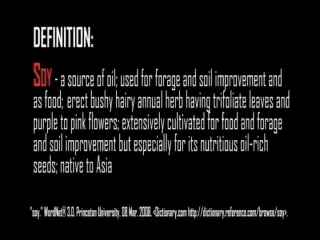 DEFINITION:
Soy - a source of oil; used for forage and soil improvement and
as food; erect bushy hairy annual herb having trifoliate leaves and
purple to pink flowers; extensively cultivated for food and forage
and soil improvement but especially for its nutritious oil-rich
seeds; native to Asia
"soy." WordNet® 3.0. Princeton University. 08 Mar. 2008. <Dictionary.com http://dictionary.reference.com/browse/soy>.